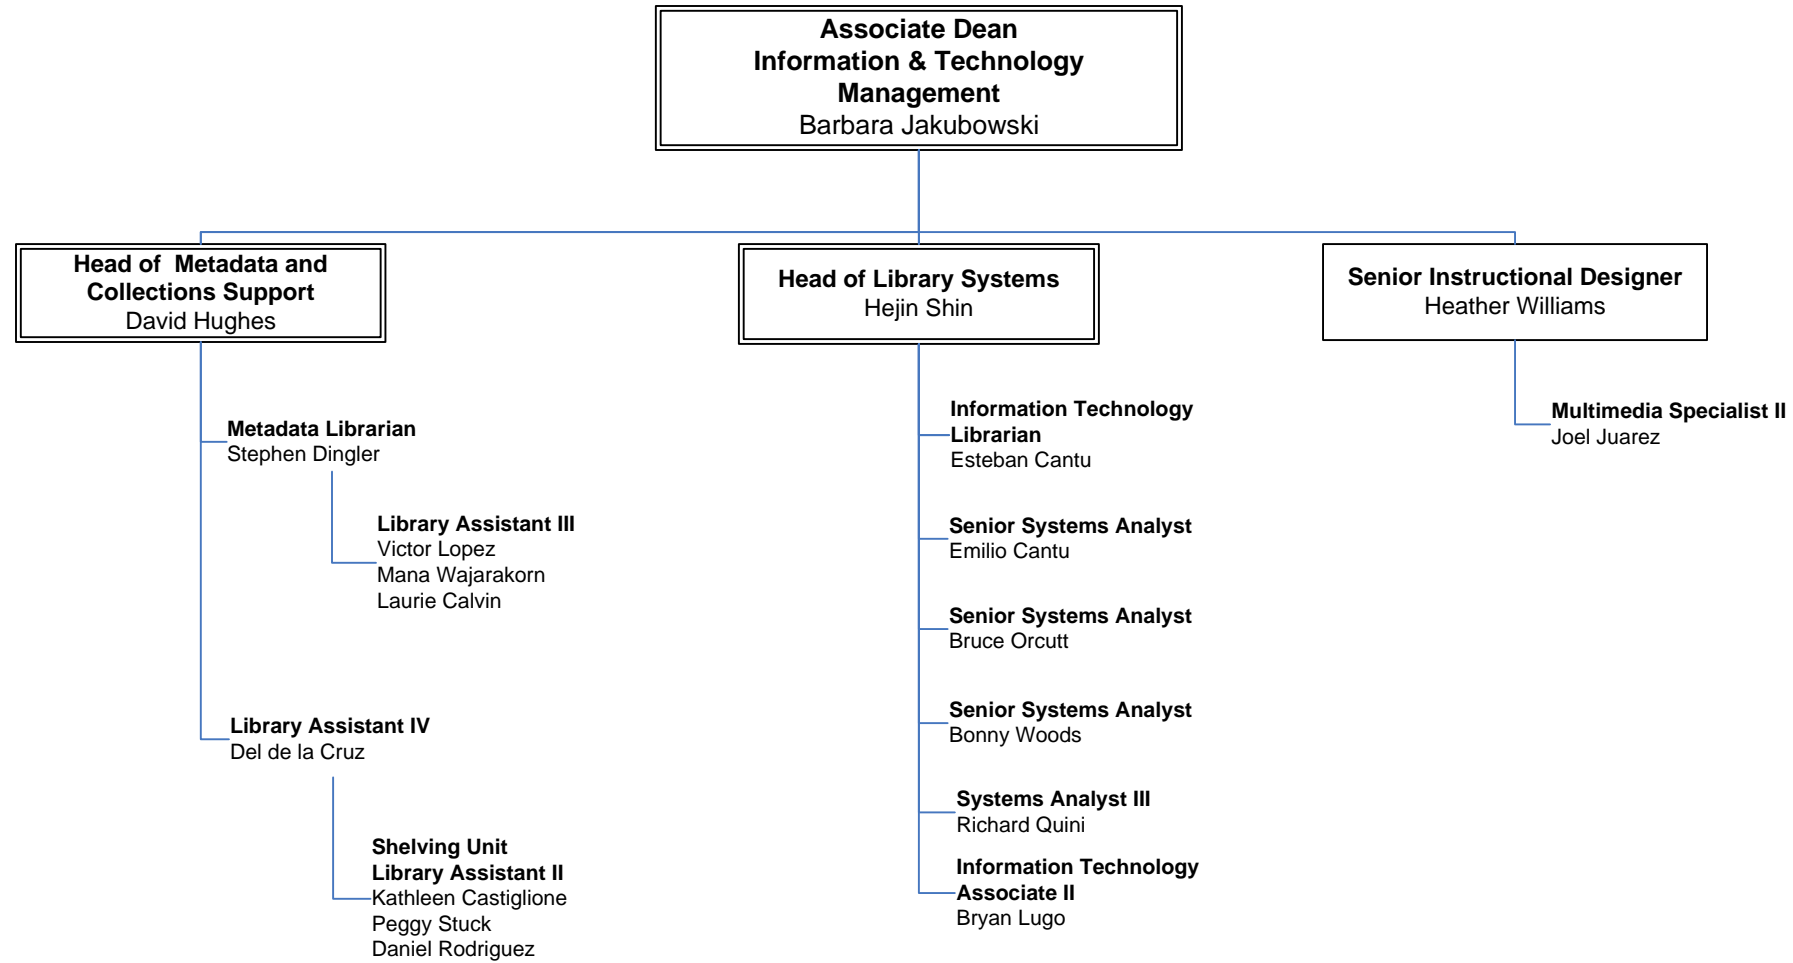 Associate Dean
Information & Technology
Management
Barbara Jakubowski
Head of Metadata and
Collections Support
David Hughes
Head of Library Systems
Hejin Shin
Senior Instructional Designer
Heather Williams
Metadata Librarian
Stephen Dingler
Library Assistant III
Victor Lopez
Mana Wajarakorn
Laurie Calvin
Library Assistant IV
Del de la Cruz
Shelving Unit
Library Assistant II
Kathleen Castiglione
Peggy Stuck
Daniel Rodriguez
Information Technology
Librarian
Esteban Cantu
Senior Systems Analyst
Emilio Cantu
Senior Systems Analyst
Bruce Orcutt
Senior Systems Analyst
Bonny Woods
Systems Analyst III
Richard Quini
Information Technology
Associate II
Bryan Lugo
Multimedia Specialist II
Joel Juarez